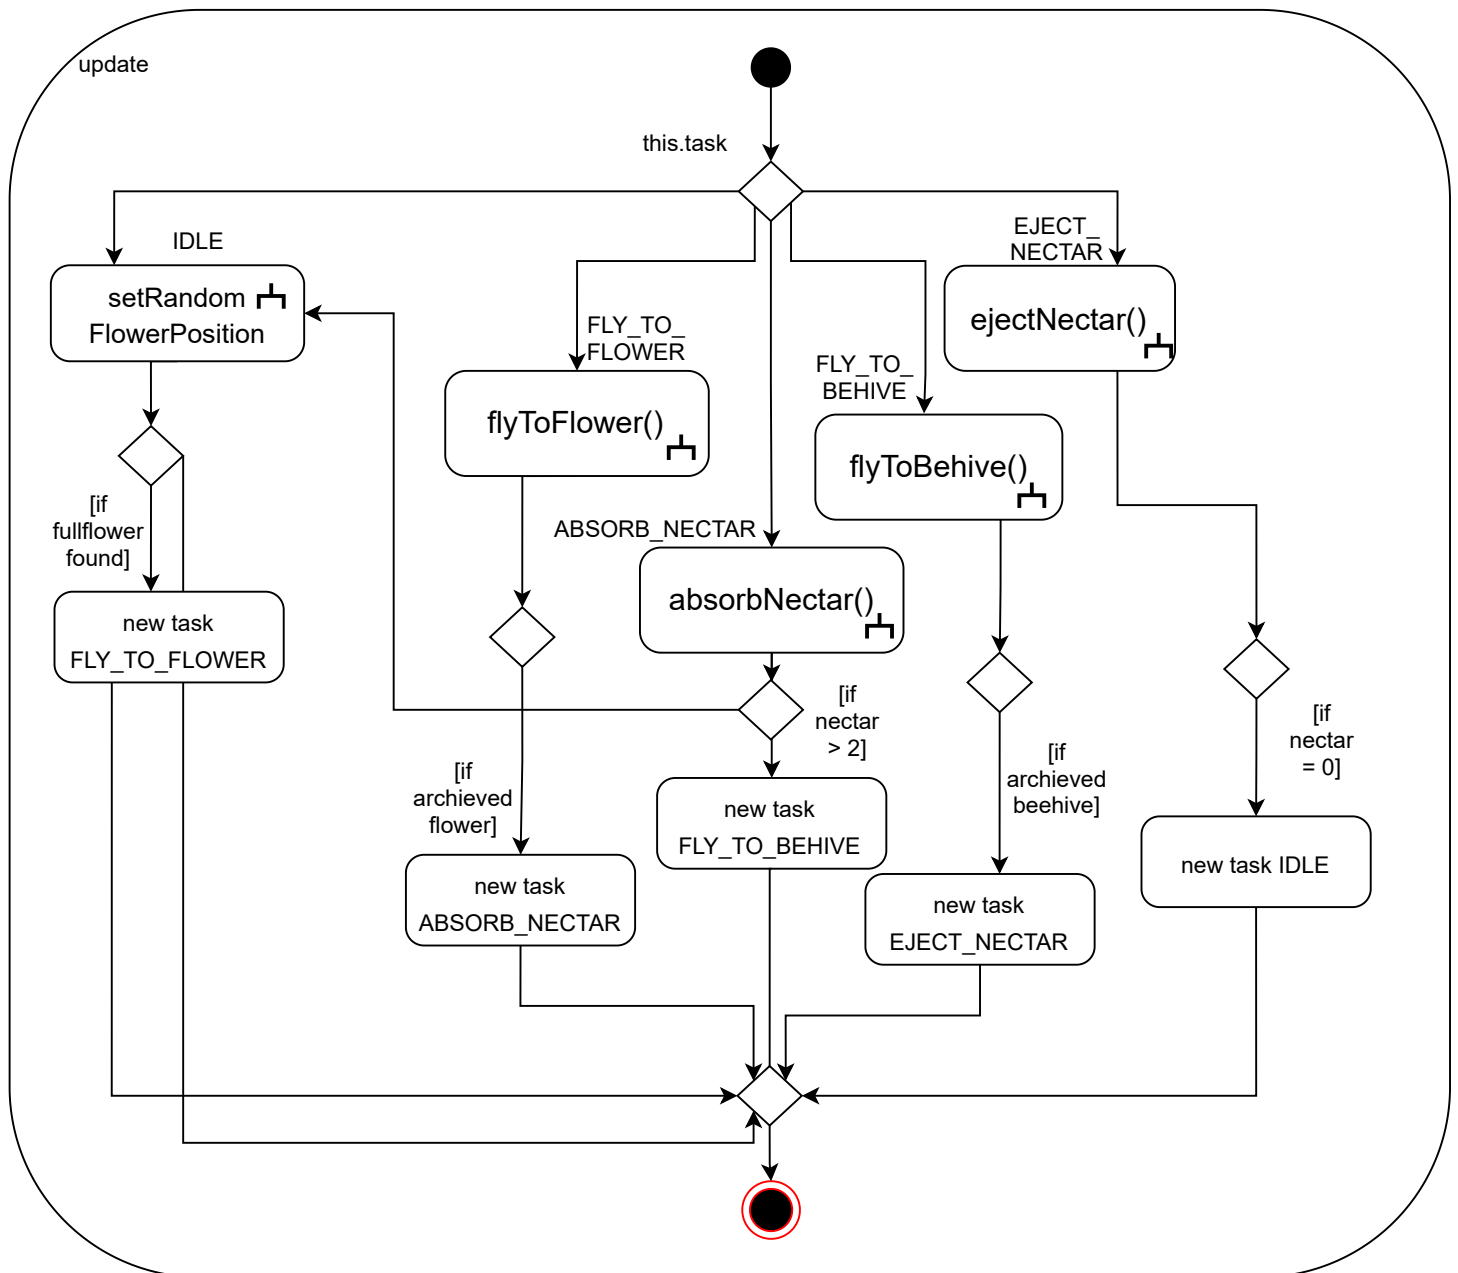 update
this.task
IDLE
EJECT_
NECTAR
setRandom
FlowerPosition
ejectNectar()
FLY_TO_
FLOWER
FLY_TO_
BEHIVE
flyToFlower()
flyToBehive()
[if
fullflower
found]
ABSORB_NECTAR
absorbNectar()
new task
FLY_TO_FLOWER
[if
nectar
> 2]
[if
nectar
= 0]
[if
archieved
flower]
[if
archieved
beehive]
new task
FLY_TO_BEHIVE
new task IDLE
new task
ABSORB_NECTAR
new task
EJECT_NECTAR